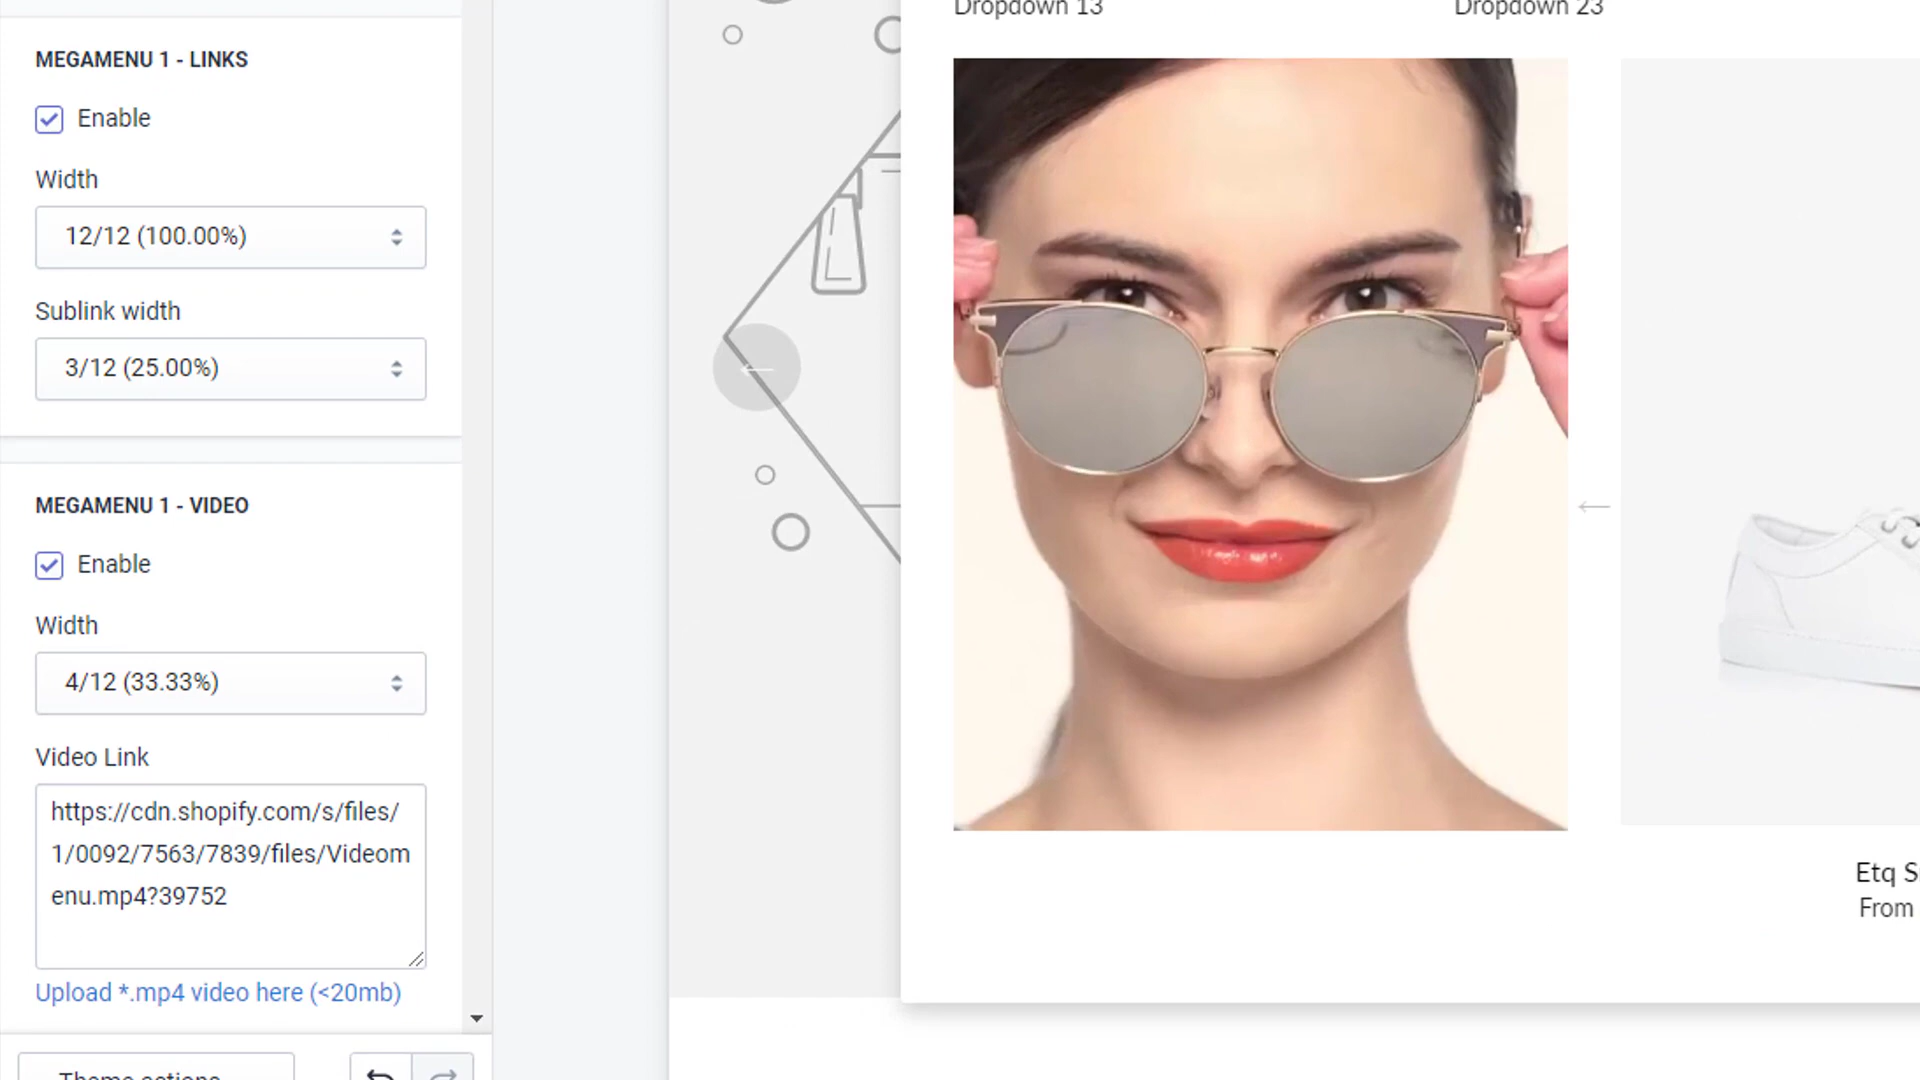 MEGAMENU 1 - LINKS
Enable
Width
12/12 (100.00%)
Sublink width
3/12 (25.00%)
MEGAMENU 1 - VIDEO
Enable
Width
4/12 (33.33%)
Video Link
https://cdn.shopify.com/s/files/
1/0092/7563/7839/files/Videom
enu.mp4?39752
Upload *.mp4 video here (<20mb)
Theme actions
Dropdown 13
Dropdown 23
Etq
From